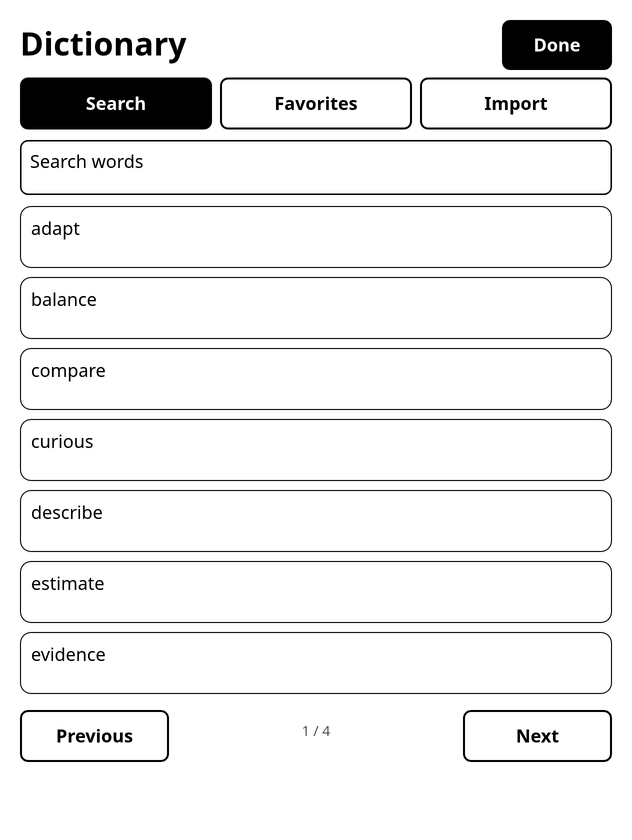 Dictionary
Done
Search
Favorites
Import
Search words
adapt
balance
compare
curious
describe
estimate
evidence
Previous
1 / 4
Next